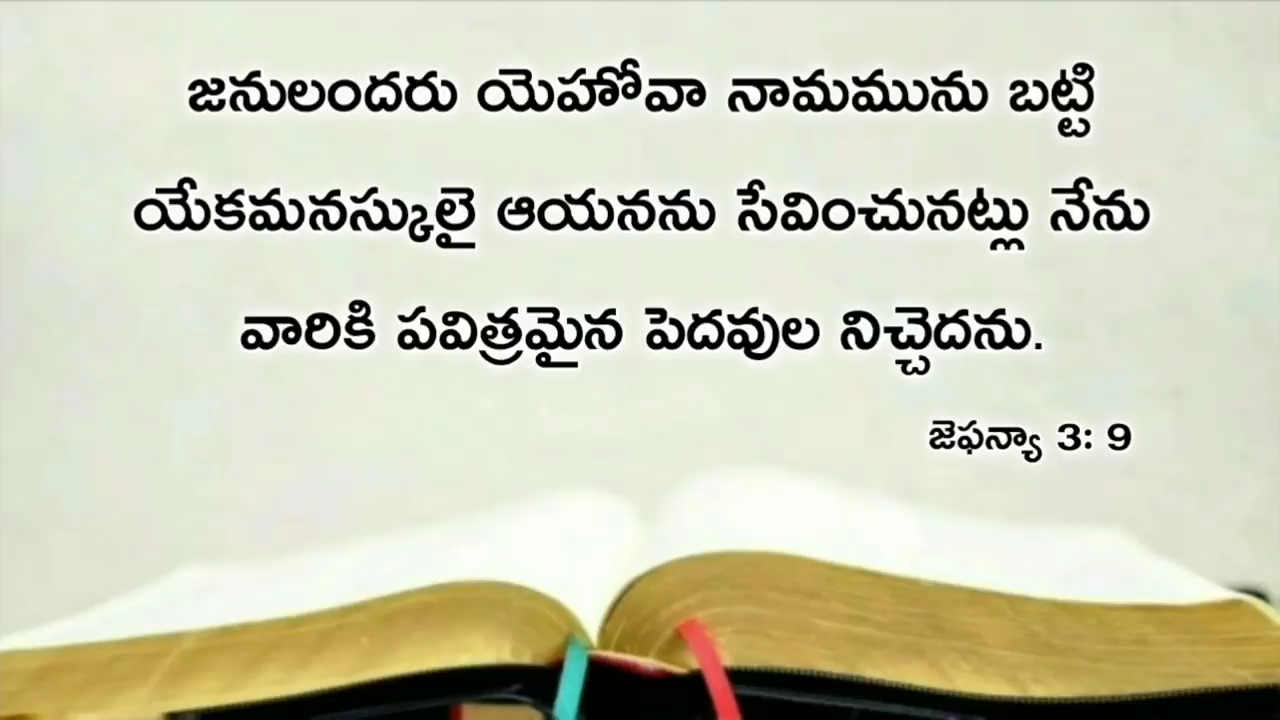 జనులందరు యెహోవా నామమును బట్టి
యేకమనస్కులై ఆయనను సేవించునట్లు నేను
వారికి పవిత్రమైన పెదవుల నిచ్చెదను.
జెఫన్యా 3: 9